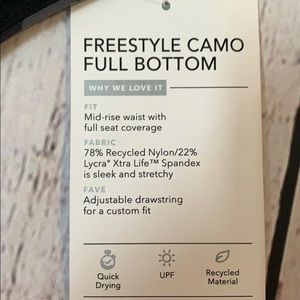 FREESTYLE CAMO
FULL BOTTOM
WHY WE LOVE IT
FIT
Mid-rise waist with
full seat coverage
FABRIC
78% Recycled Nylon/22%
Lycra® Xtra Life™ Spandex
is sleek and stretchy
FAVE
Adjustable drawstring
for a custom fit
Quick
Drying
UPF
Recycled
Material